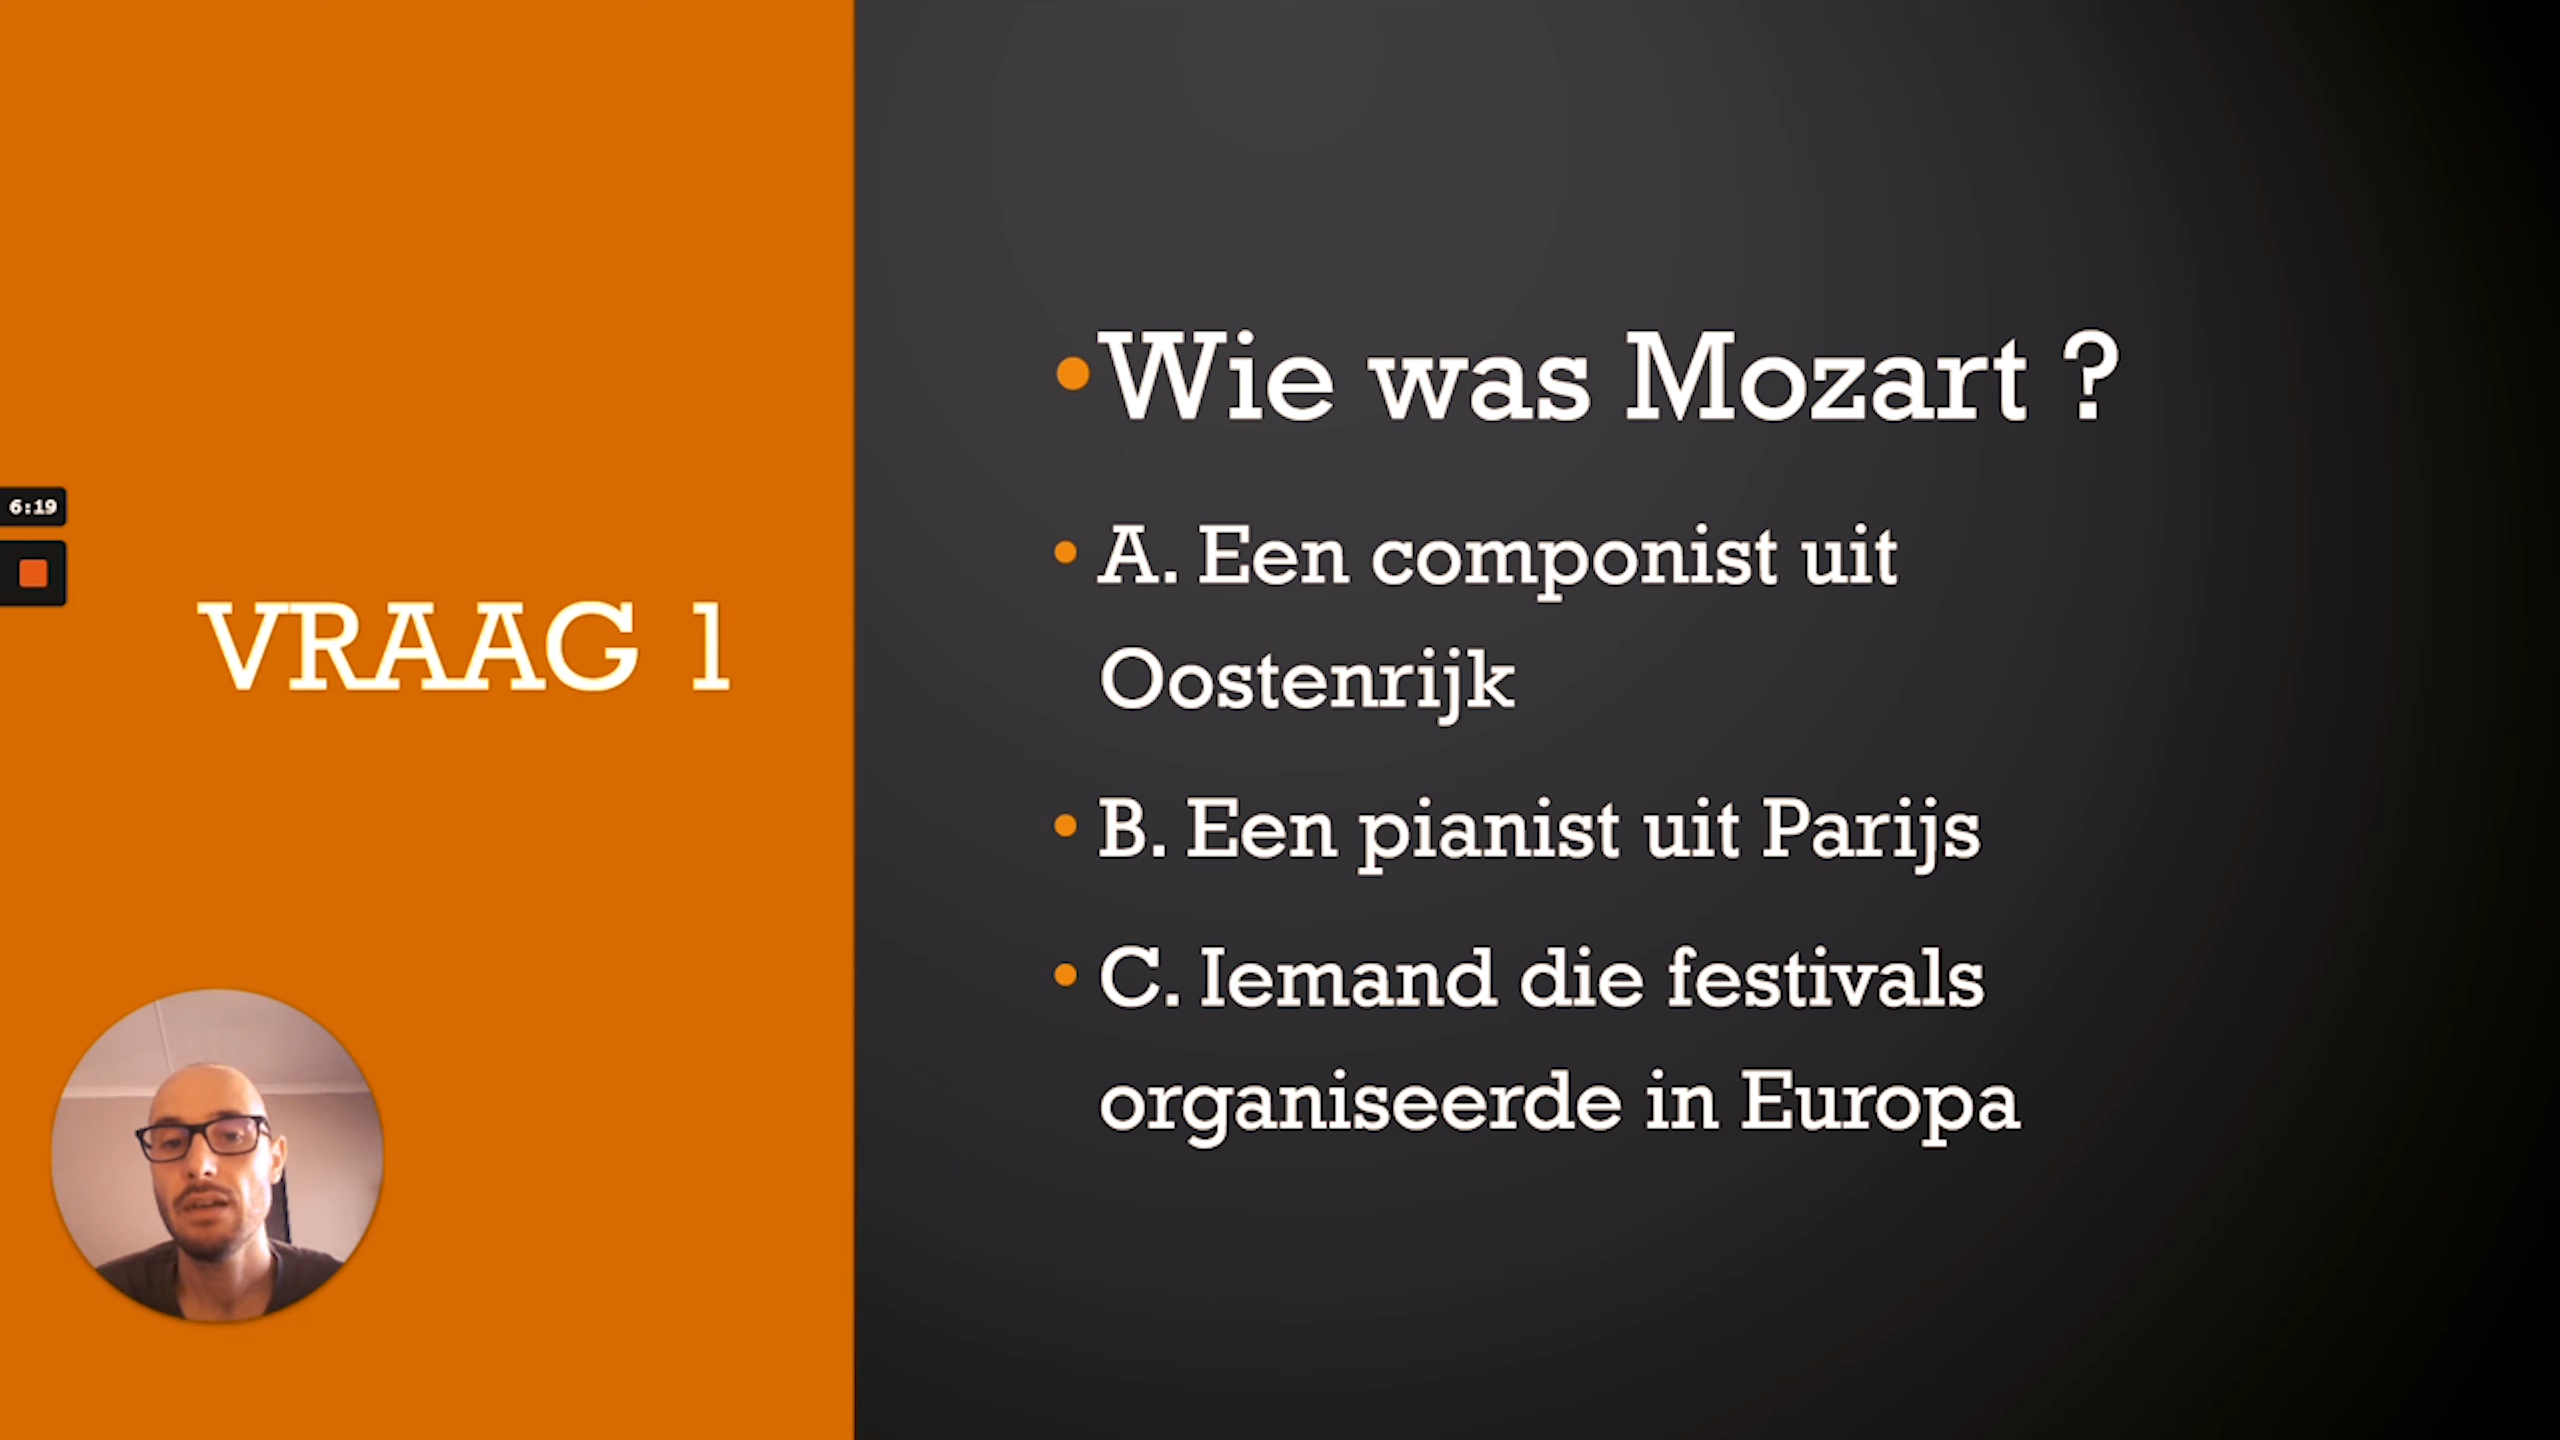 6:19
VRAAG 1
Wie was Mozart ?
A. Een componist uit
Oostenrijk
B. Een pianist uit Parijs
C. Iemand die festivals
organiseerde in Europa